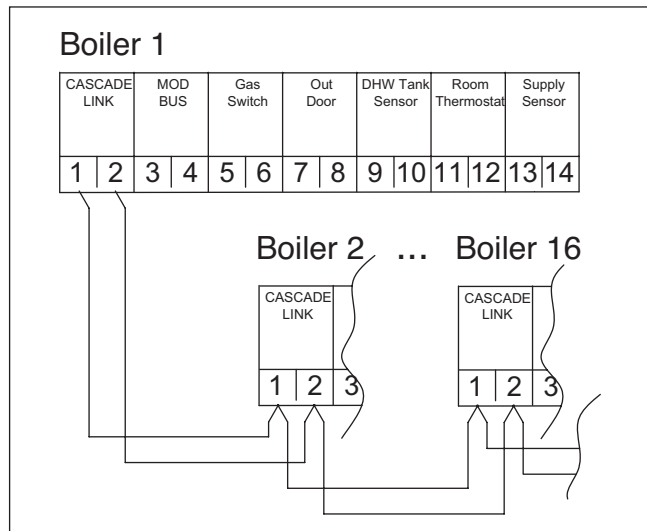 Boiler 1
CASCADE MOD Gas Out DHW Tank Room Supply
LINK BUS Switch Door Sensor Thermostat Sensor
1 2 3 4 5 6 7 8 9 10 11 12 13 14
Boiler 2 ... Boiler 16
CASCADE CASCADE
LINK LINK
1 2 3 1 2 3